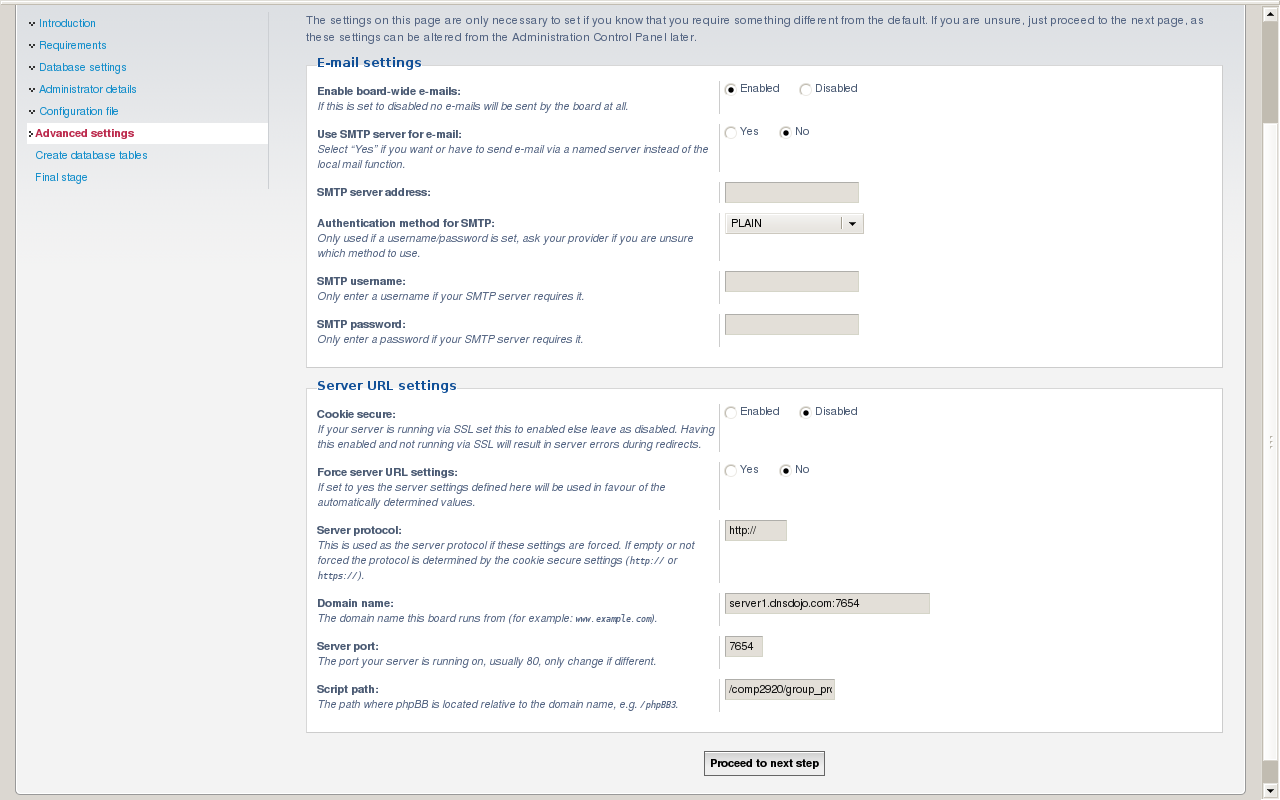 Introduction
Requirements
Database settings
Administrator details
Configuration file
Advanced settings
Create database tables
Final stage
The settings on this page are only necessary to set if you know that you require something different from the default. If you are unsure, just proceed to the next page, as
these settings can be altered from the Administration Control Panel later.
E-mail settings
Enable board-wide e-mails:
If this is set to disabled no e-mails will be sent by the board at all.
Enabled Disabled
Use SMTP server for e-mail:
Select “Yes” if you want or have to send e-mail via a named server instead of the
local mail function.
Yes No
SMTP server address:
Authentication method for SMTP:
Only used if a username/password is set, ask your provider if you are unsure
which method to use.
PLAIN
SMTP username:
Only enter a username if your SMTP server requires it.
SMTP password:
Only enter a password if your SMTP server requires it.
Server URL settings
Cookie secure:
If your server is running via SSL set this to enabled else leave as disabled. Having
this enabled and not running via SSL will result in server errors during redirects.
Enabled Disabled
Force server URL settings:
If set to yes the server settings defined here will be used in favour of the
automatically determined values.
Yes No
Server protocol:
This is used as the server protocol if these settings are forced. If empty or not
forced the protocol is determined by the cookie secure settings (http:// or
https://).
http://
Domain name:
The domain name this board runs from (for example: www.example.com).
server1.dnsdojo.com:7654
Server port:
The port your server is running on, usually 80, only change if different.
7654
Script path:
The path where phpBB is located relative to the domain name, e.g. /phpBB3.
/comp2920/group_pro
Proceed to next step